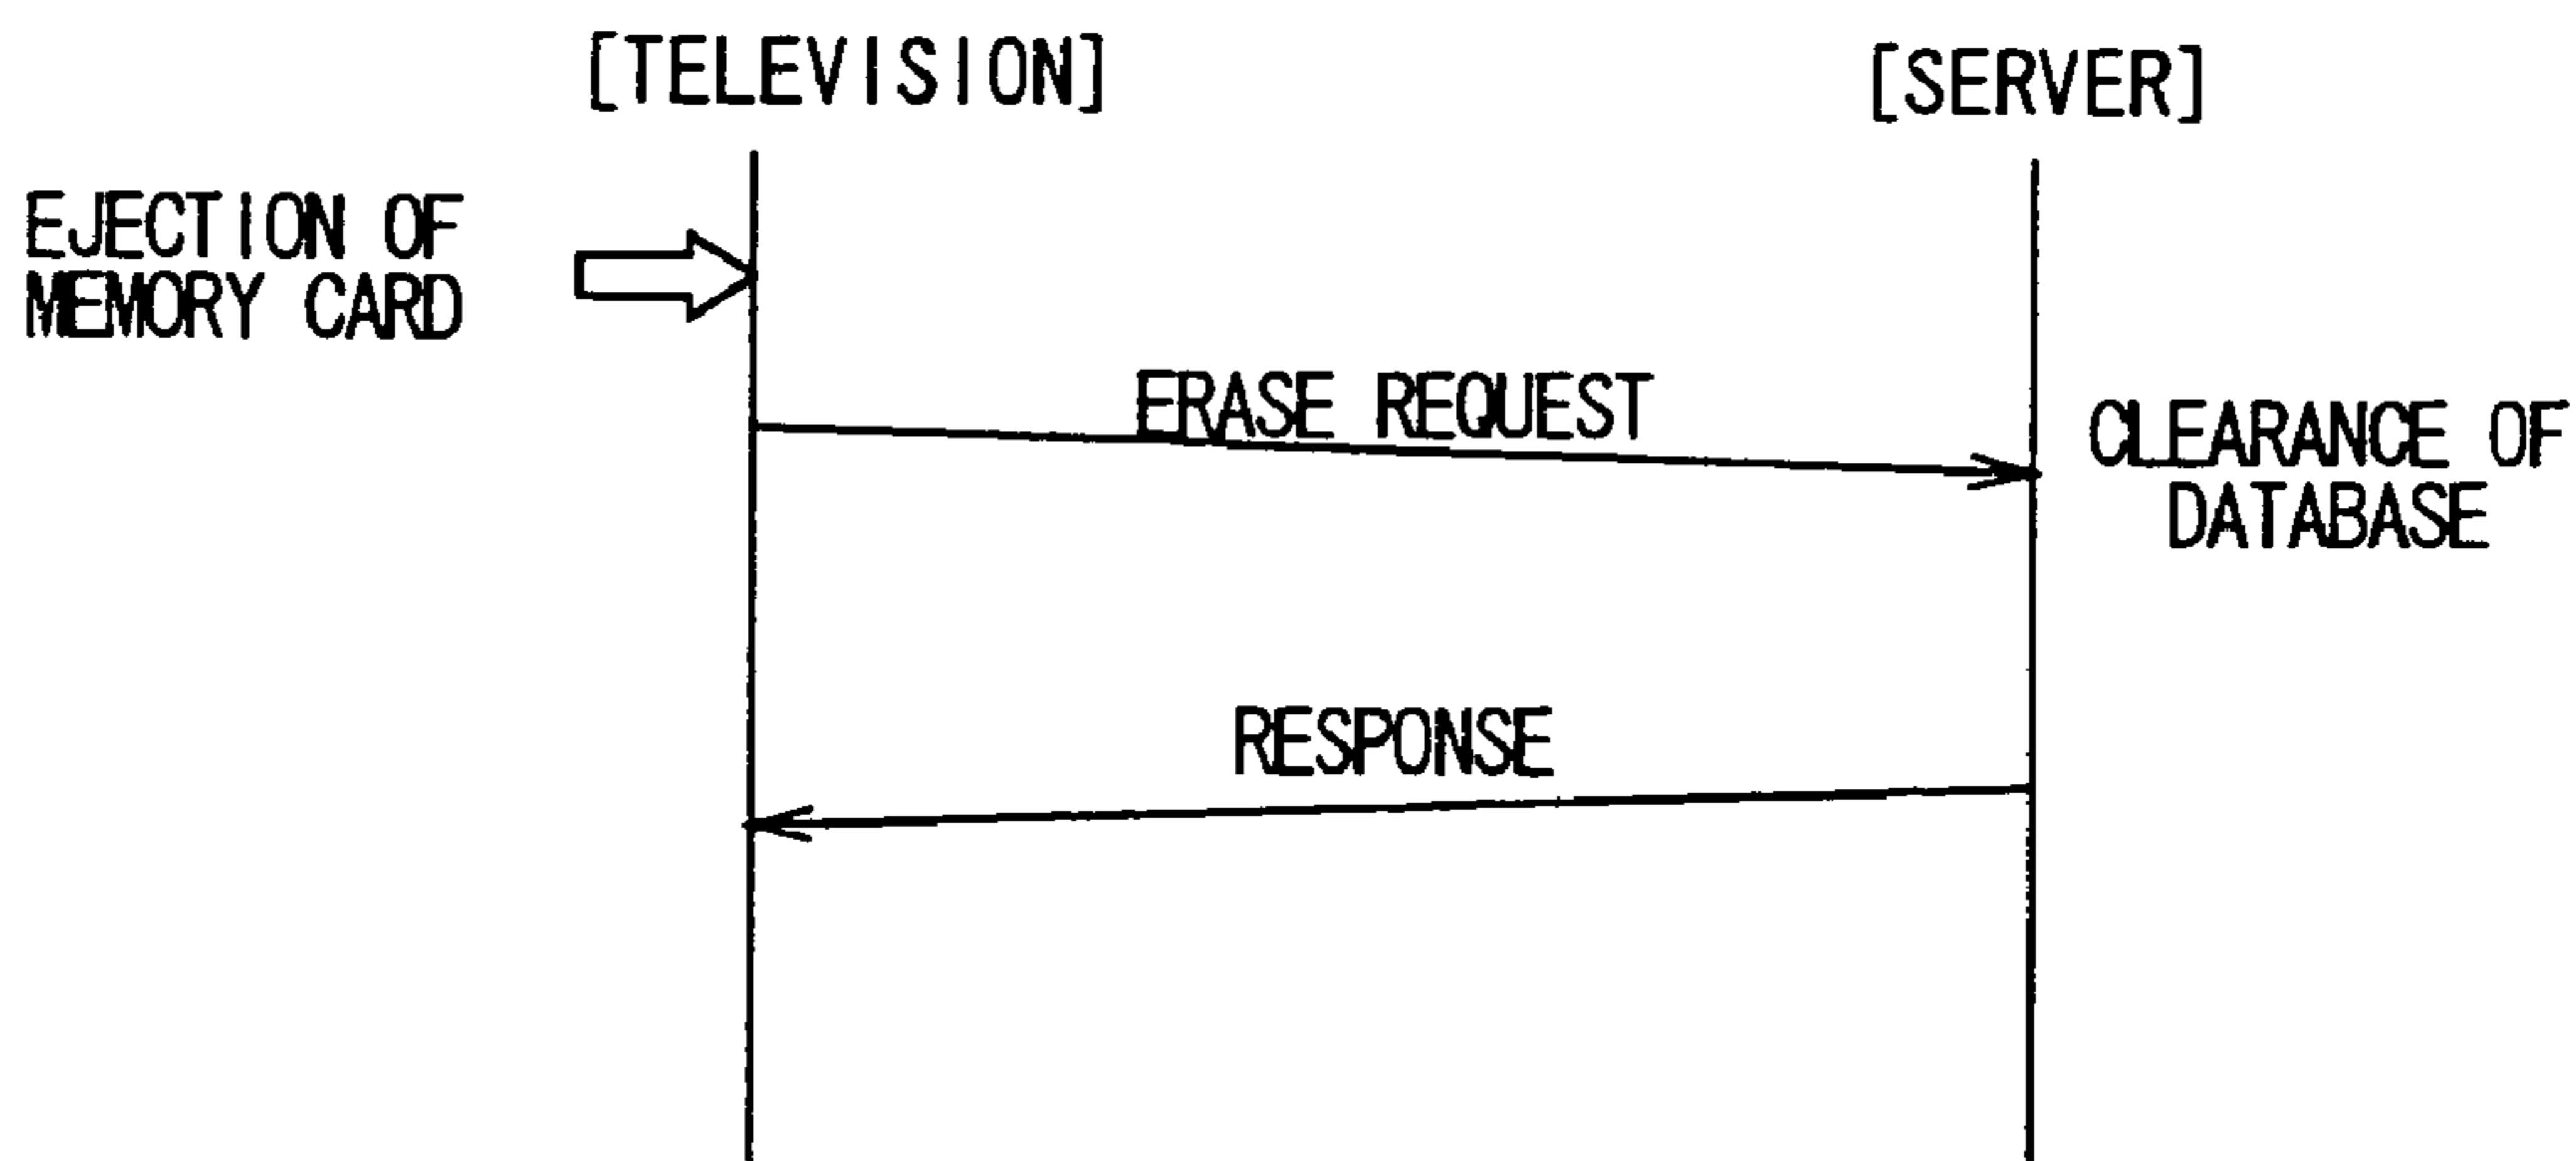 [TELEVISION]
[SERVER]
EJECTION OF
MEMORY CARD
ERASE REQUEST
CLEARANCE OF
DATABASE
RESPONSE